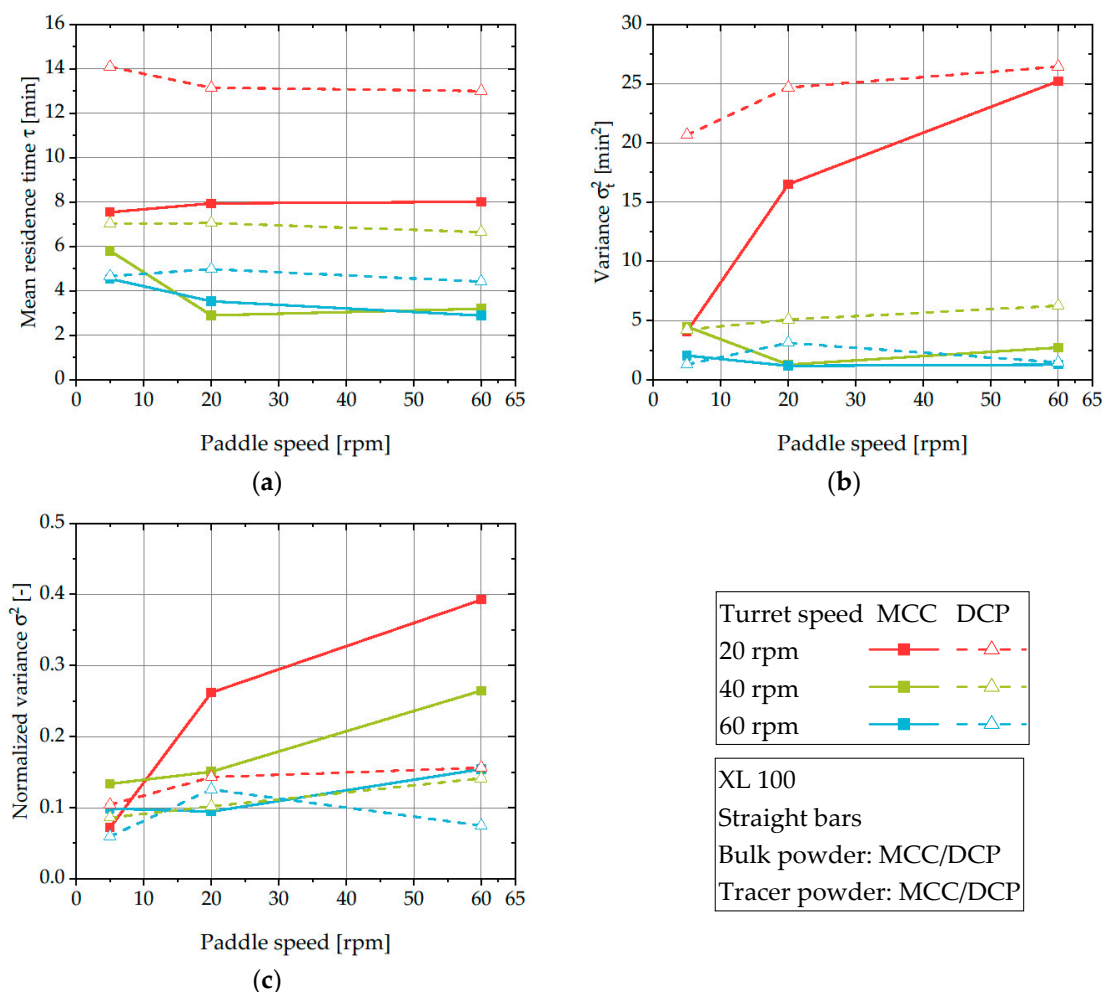 16
14
12
10
8
6
4
2
0
Mean residence time τ [min]
0 10 20 30 40 50 60 65
Paddle speed [rpm]
(a)
30
25
20
15
10
5
0
Variance σ²ₜ [min²]
0 10 20 30 40 50 60 65
Paddle speed [rpm]
(b)
0.5
0.4
0.3
0.2
0.1
0.0
Normalized variance σ² [-]
0 10 20 30 40 50 60 65
Paddle speed [rpm]
(c)
Turret speed MCC DCP
20 rpm
40 rpm
60 rpm
XL 100
Straight bars
Bulk powder: MCC/DCP
Tracer powder: MCC/DCP